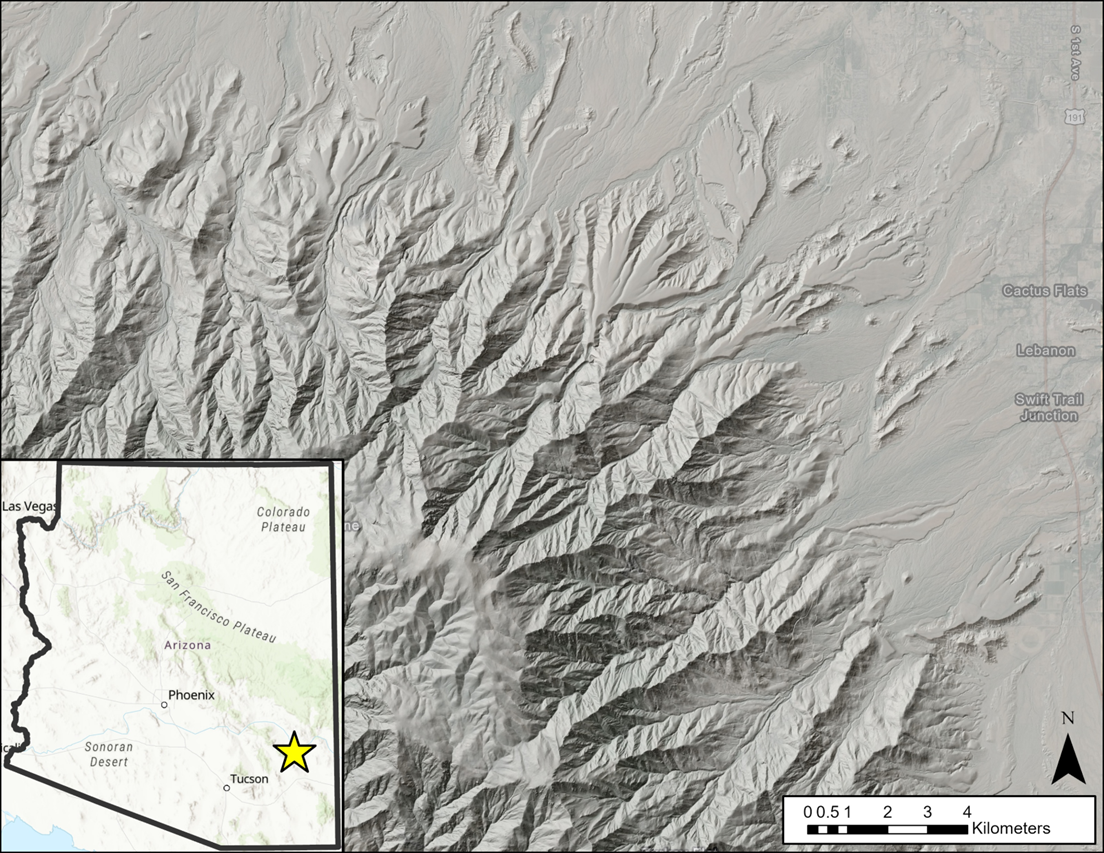 S 1st Ave
191
Cactus Flats
Lebanon
Swift Trail
Junction
ne
Las Vegas
Colorado
Plateau
San Francisco Plateau
Arizona
Phoenix
Sonoran
Desert
Tucson
N
0 0.5 1 2 3 4
Kilometers